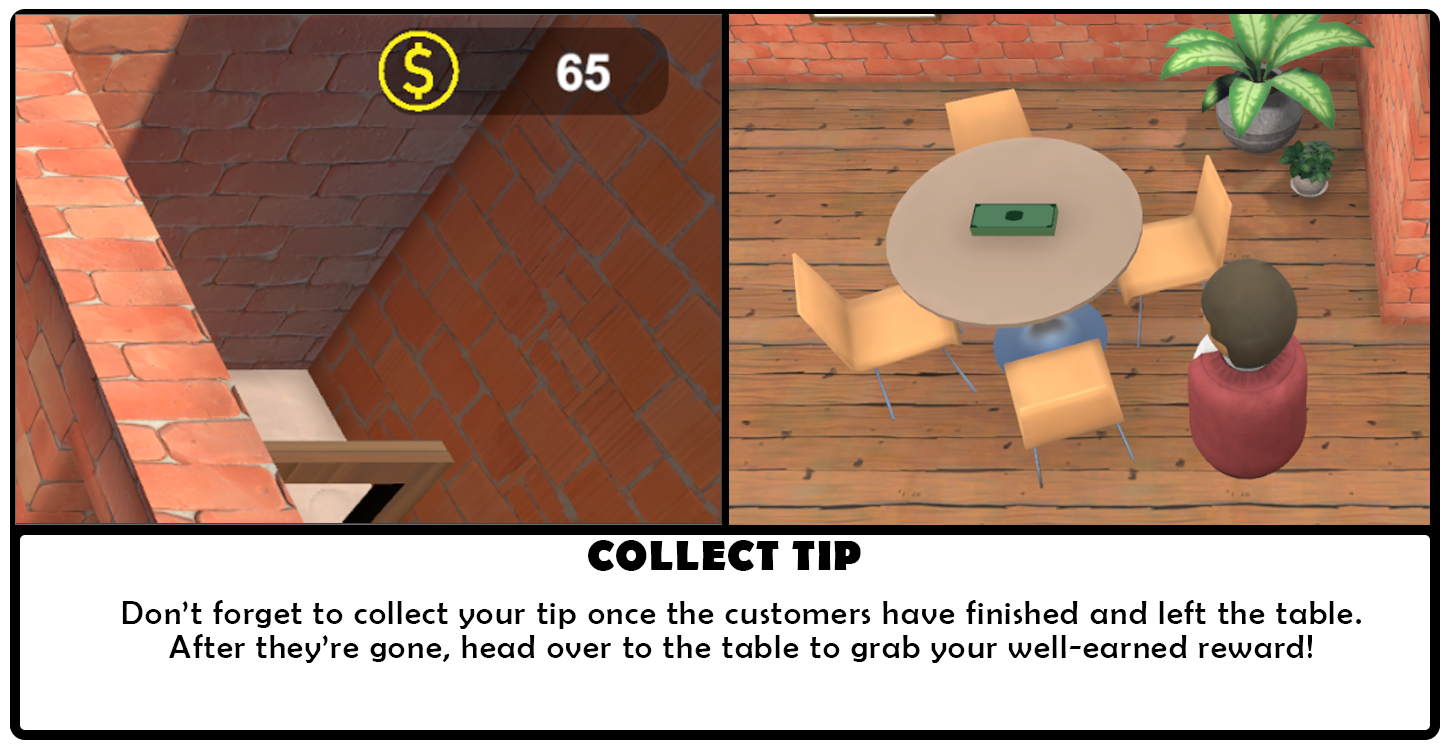 $ 65
COLLECT TIP
Don't forget to collect your tip once the customers have finished and left the table.
After they're gone, head over to the table to grab your well-earned reward!